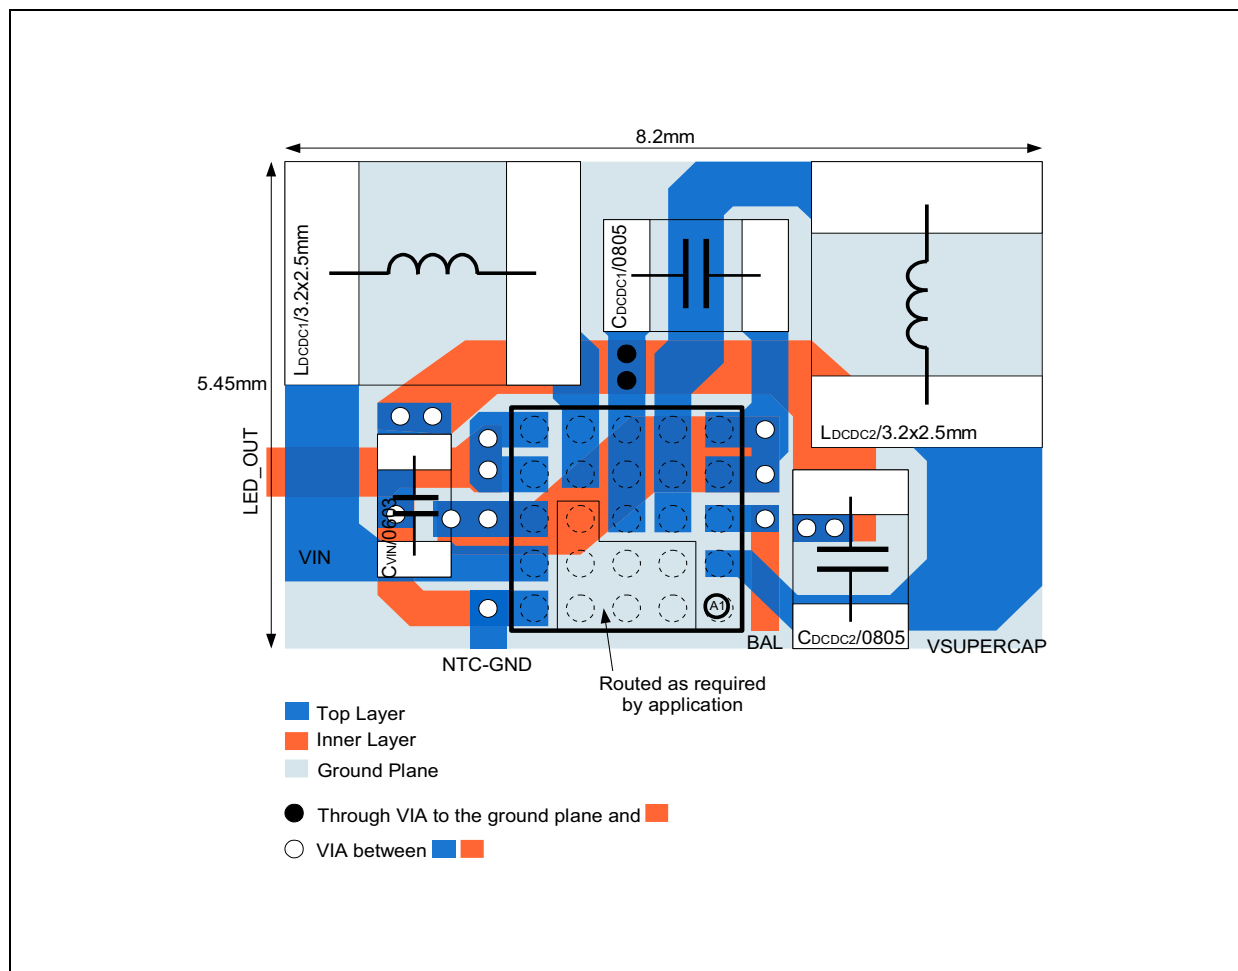 8.2mm
LDCDC1/3.2x2.5mm
CDCDC1/0805
5.45mm
LDCDC2/3.2x2.5mm
LED_OUT
CVIN/0603
VIN
A1
NTC-GND
BAL
CDCDC2/0805
VSUPERCAP
Routed as required
by application
Top Layer
Inner Layer
Ground Plane
Through VIA to the ground plane and
VIA between